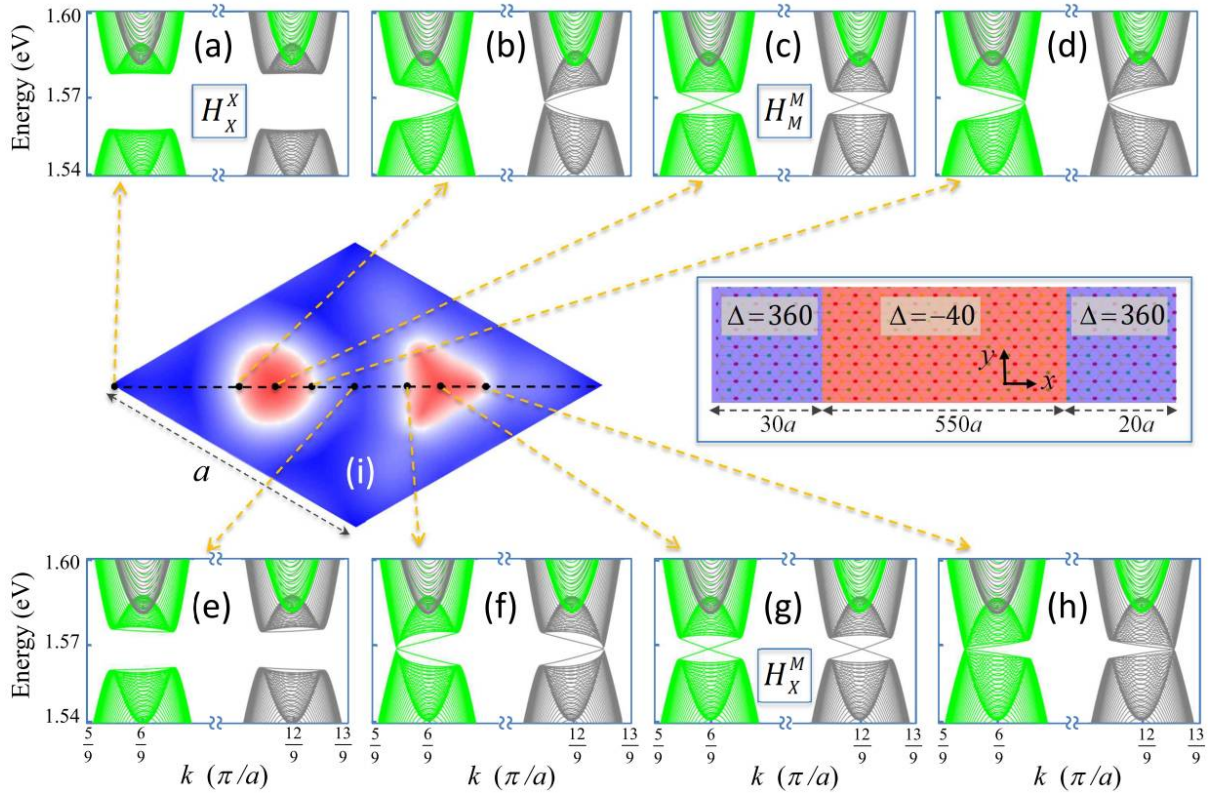 1.60
1.57
1.54
Energy (eV)
(a)
H_X^X
(b)
(c)
H_M^M
(d)
a
(i)
Δ = 360
Δ = −40
Δ = 360
y
x
30a
550a
20a
1.60
1.57
1.54
Energy (eV)
(e)
(f)
(g)
H_X^M
(h)
5/9 6/9 12/9 13/9
5/9 6/9 12/9 13/9
5/9 6/9 12/9 13/9
5/9 6/9 12/9 13/9
k (π/a)
k (π/a)
k (π/a)
k (π/a)